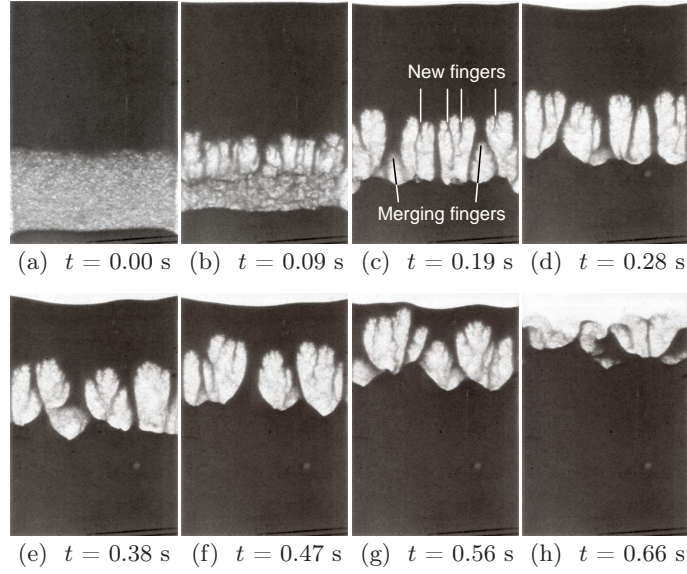 New fingers
Merging fingers
(a) t = 0.00 s
(b) t = 0.09 s
(c) t = 0.19 s
(d) t = 0.28 s
(e) t = 0.38 s
(f) t = 0.47 s
(g) t = 0.56 s
(h) t = 0.66 s